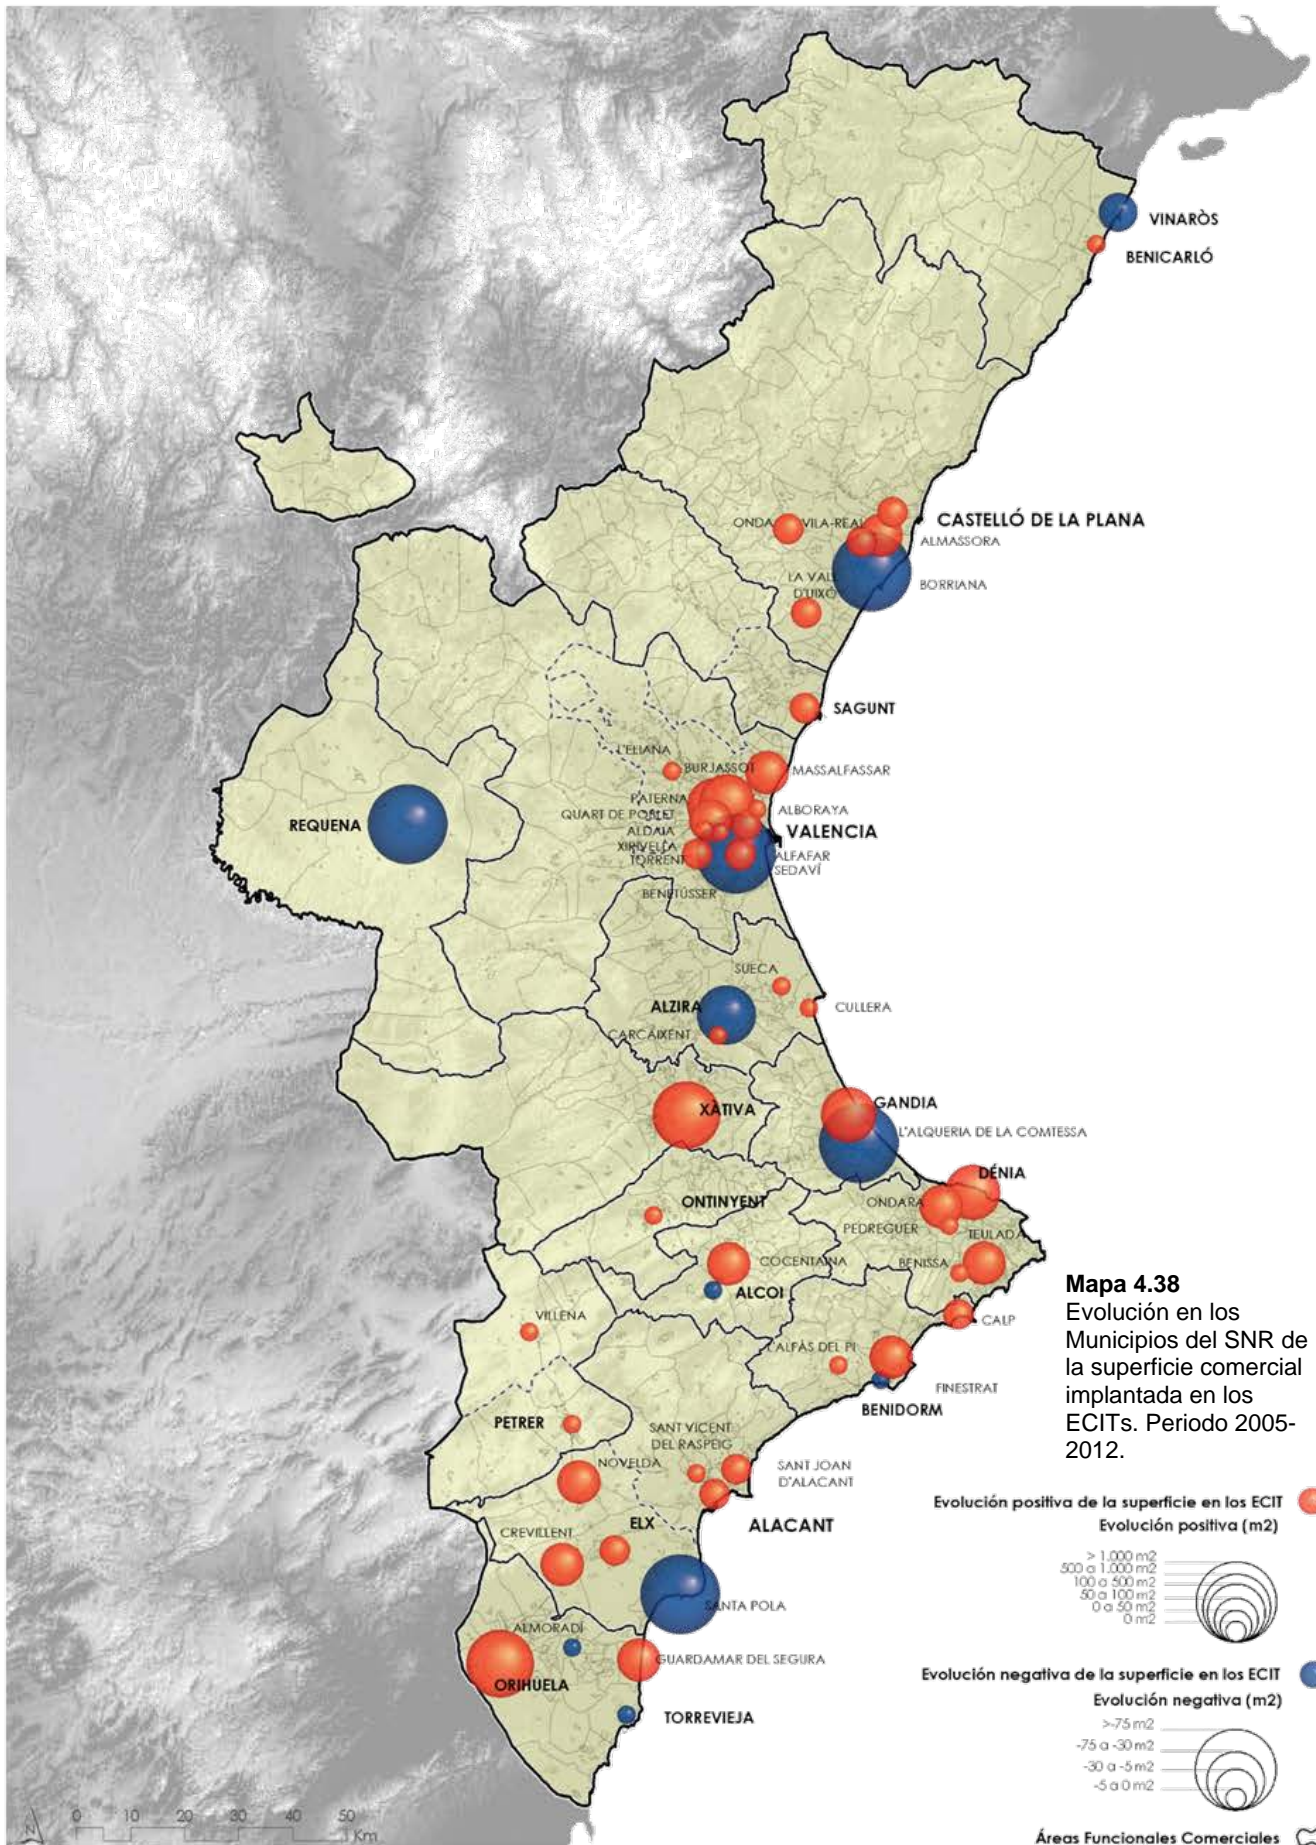 VINARÒS
BENICARLÓ
CASTELLÓ DE LA PLANA
ONDA
VILA-REAL
ALMASSORA
LA VALL
D'UIXÓ
BORRIANA
SAGUNT
L'ELIANA
BURJASSOT
MASSALFASSAR
PATERNA
ALBORAYA
QUART DE POBLET
REQUENA
ALDAIA
VALENCIA
XIRIVELLA
TORRENT
ALFAFAR
SEDAVÍ
BENETÚSSER
SUECA
ALZIRA
CULLERA
CARCAIXENT
XÀTIVA
GANDIA
L'ALQUERIA DE LA COMTESSA
DÉNIA
ONTINYENT
ONDARA
PEDREGUER
TEULADA
COCENTAINA
BENISSA
ALCOI
Mapa 4.38
Evolución en los
Municipios del SNR de
la superficie comercial
implantada en los
ECITs. Periodo 2005-
2012.
VILLENA
CALP
L'ALFÀS DEL PI
FINESTRAT
BENIDORM
PETRER
SANT VICENT
DEL RASPEIG
NOVELDA
SANT JOAN
D'ALACANT
CREVILLENT
ELX
ALACANT
SANTA POLA
ALMORADÍ
GUARDAMAR DEL SEGURA
ORIHUELA
TORREVIEJA
Evolución positiva de la superficie en los ECIT
Evolución positiva (m2)
> 1.000 m2
500 a 1.000 m2
100 a 500 m2
50 a 100 m2
0 a 50 m2
0 m2
Evolución negativa de la superficie en los ECIT
Evolución negativa (m2)
>-75 m2
-75 a -30 m2
-30 a -5 m2
-5 a 0 m2
Áreas Funcionales Comerciales
N
0 10 20 30 40 50
Km